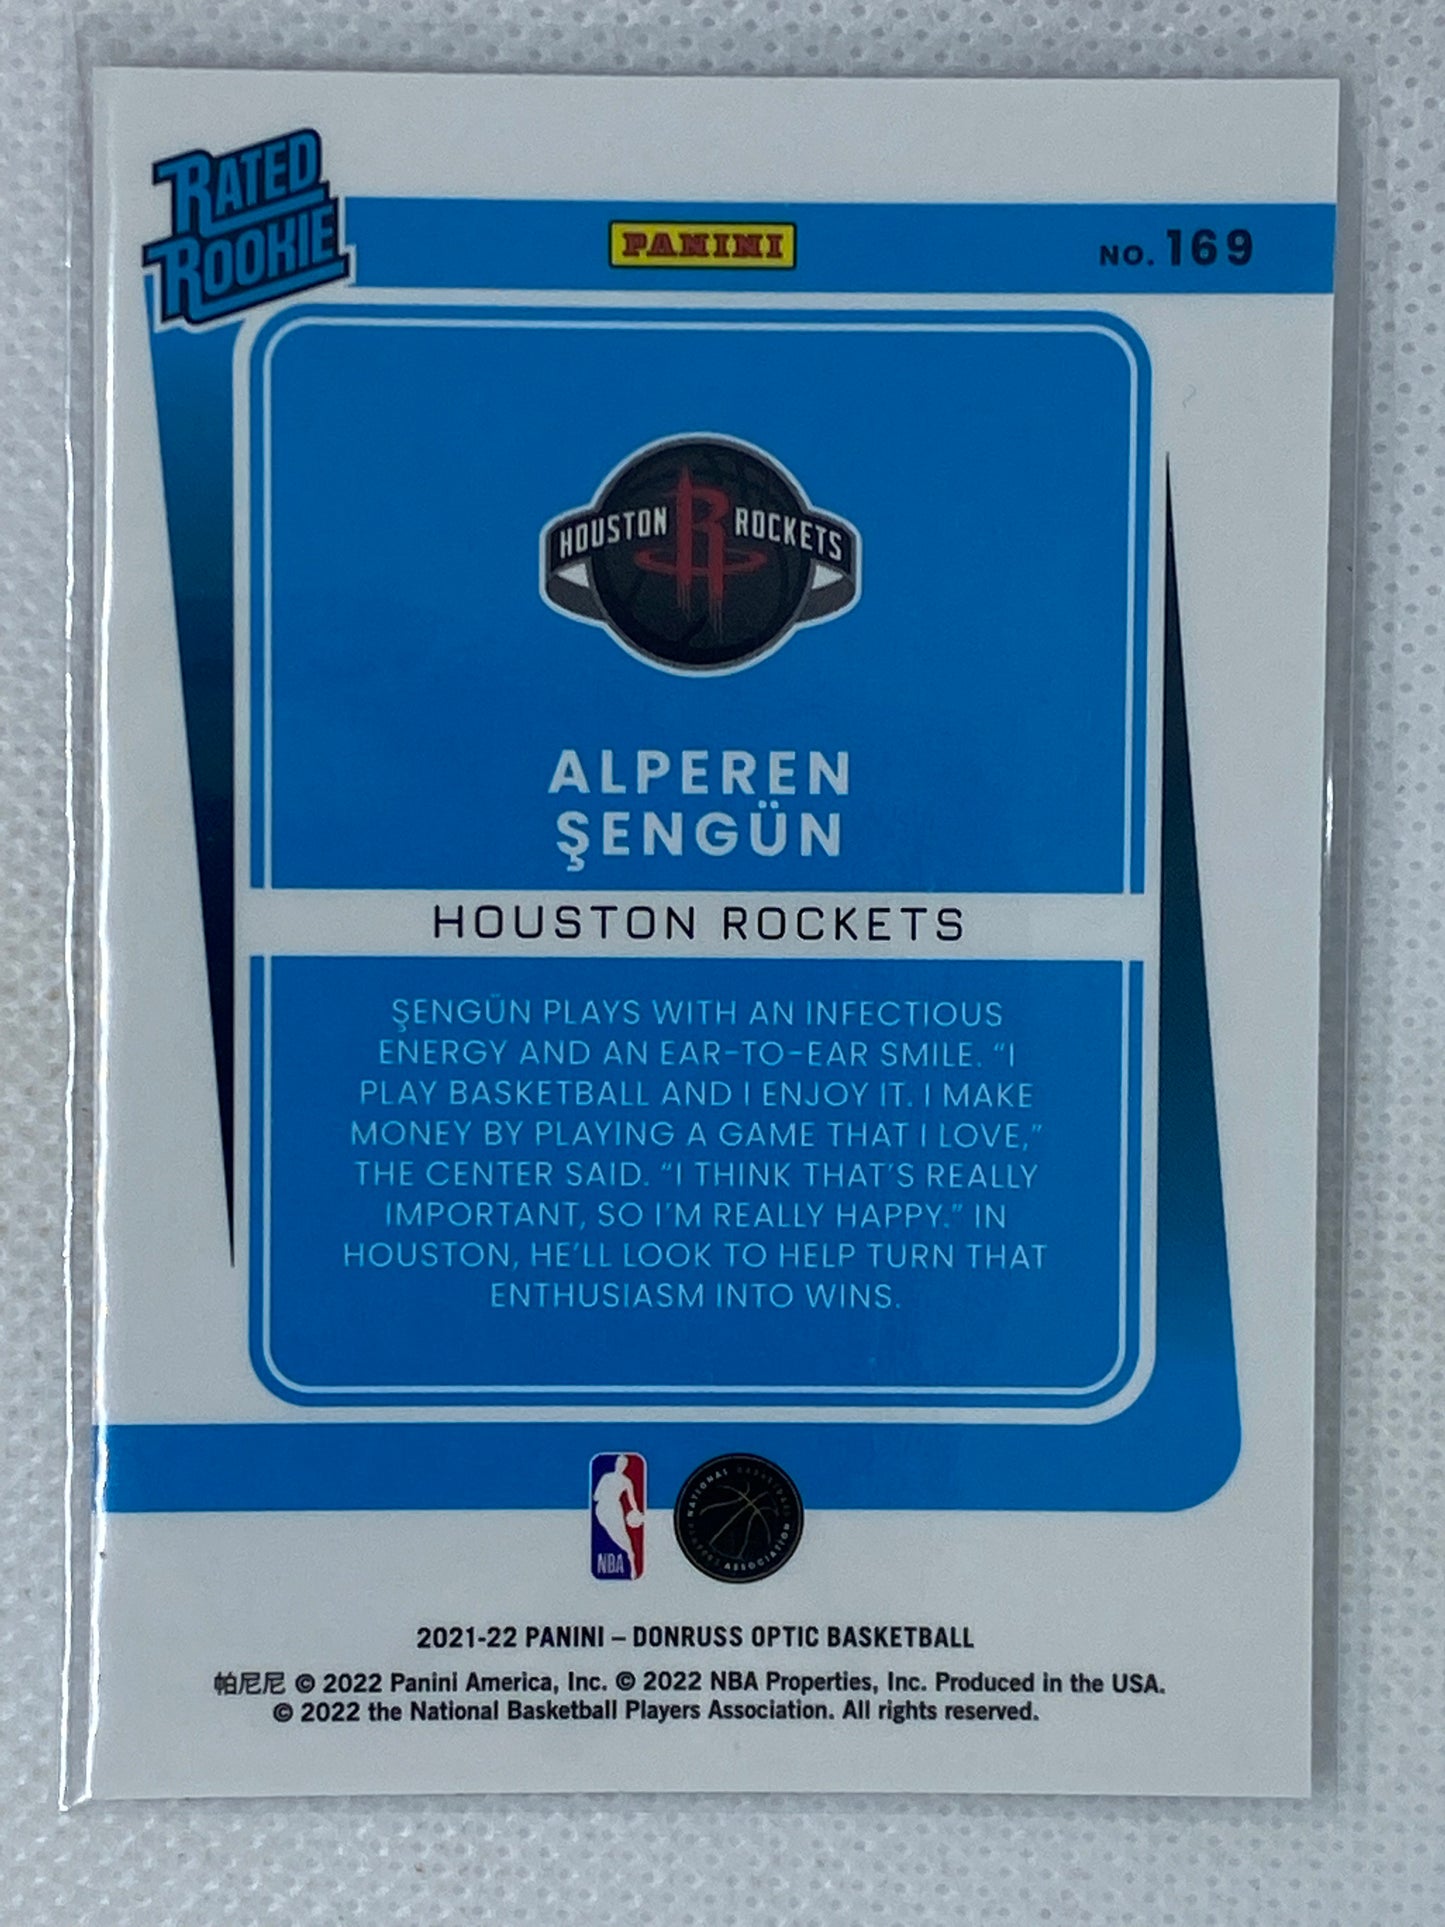 RATED
ROOKIE
PANINI
NO. 169
HOUSTON ROCKETS
ALPEREN
ŞENGÜN
HOUSTON ROCKETS
ŞENGÜN PLAYS WITH AN INFECTIOUS
ENERGY AND AN EAR-TO-EAR SMILE. “I
PLAY BASKETBALL AND I ENJOY IT. I MAKE
MONEY BY PLAYING A GAME THAT I LOVE,”
THE CENTER SAID. “I THINK THAT’S REALLY
IMPORTANT, SO I’M REALLY HAPPY.” IN
HOUSTON, HE’LL LOOK TO HELP TURN THAT
ENTHUSIASM INTO WINS.
NBA
NATIONAL BASKETBALL PLAYERS ASSOCIATION
2021-22 PANINI – DONRUSS OPTIC BASKETBALL
帕尼尼 © 2022 Panini America, Inc. © 2022 NBA Properties, Inc. Produced in the USA.
© 2022 the National Basketball Players Association. All rights reserved.